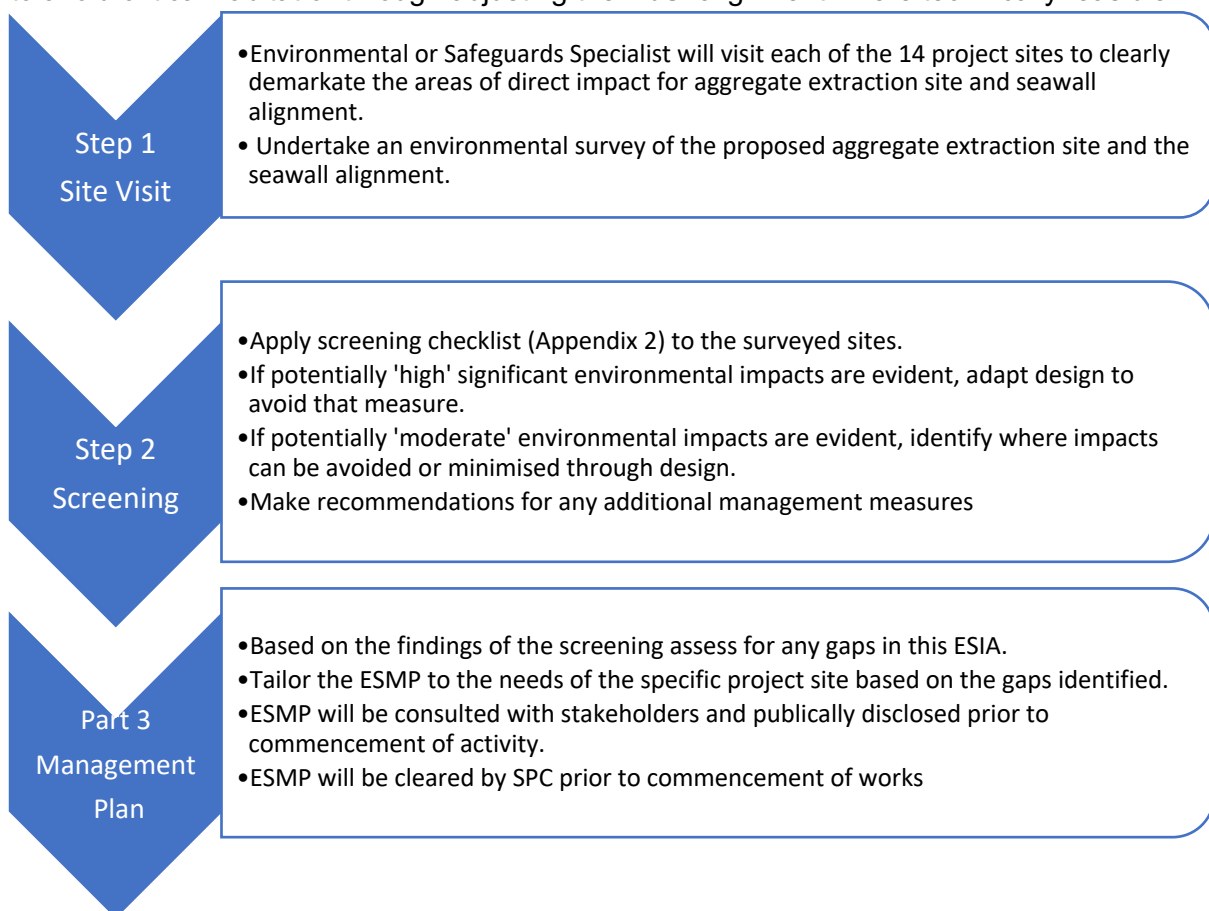 through adjusting the alignment where technically
Step 1
Site Visit
•Environmental or Safeguards Specialist will visit each of the 14 project sites to clearly
demarkate the areas of direct impact for aggregate extraction site and seawall
alignment.
• Undertake an environmental survey of the proposed aggregate extraction site and the
seawall alignment.
Step 2
Screening
•Apply screening checklist (Appendix 2) to the surveyed sites.
•If potentially 'high' significant environmental impacts are evident, adapt design to
avoid that measure.
•If potentially 'moderate' environmental impacts are evident, identify where impacts
can be avoided or minimised through design.
•Make recommendations for any additional management measures
Part 3
Management
Plan
•Based on the findings of the screening assess for any gaps in this ESIA.
•Tailor the ESMP to the needs of the specific project site based on the gaps identified.
•ESMP will be consulted with stakeholders and publically disclosed prior to
commencement of activity.
•ESMP will be cleared by SPC prior to commencement of works